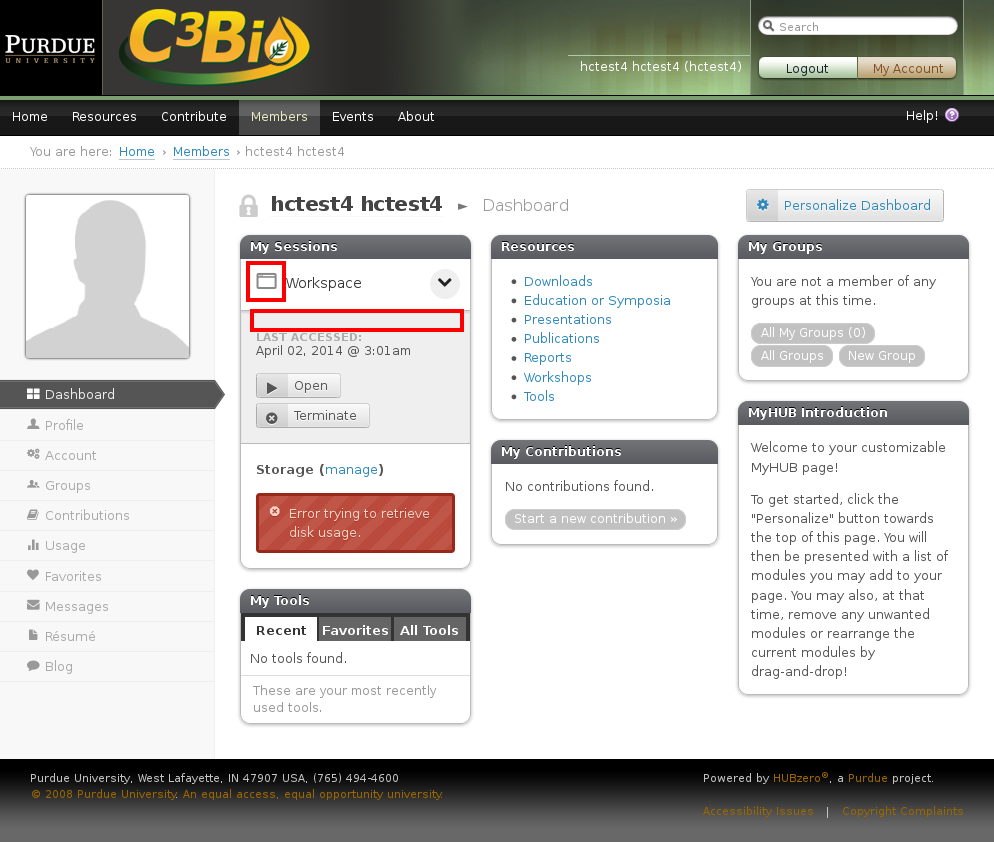 PURDUE
UNIVERSITY
C3Bio
Search
hctest4 hctest4 (hctest4)
Logout
My Account
Home
Resources
Contribute
Members
Events
About
Help! ?
You are here: Home › Members › hctest4 hctest4
hctest4 hctest4 ► Dashboard
Personalize Dashboard
Dashboard
Profile
Account
Groups
Contributions
Usage
Favorites
Messages
Résumé
Blog
My Sessions
Workspace
LAST ACCESSED:
April 02, 2014 @ 3:01am
Open
Terminate
Storage (manage)
Error trying to retrieve
disk usage.
My Tools
Recent
Favorites
All Tools
No tools found.
These are your most recently
used tools.
Resources
• Downloads
• Education or Symposia
• Presentations
• Publications
• Reports
• Workshops
• Tools
My Contributions
No contributions found.
Start a new contribution »
My Groups
You are not a member of any
groups at this time.
All My Groups (0)
All Groups
New Group
MyHUB Introduction
Welcome to your customizable
MyHUB page!
To get started, click the
"Personalize" button towards
the top of this page. You will
then be presented with a list of
modules you may add to your
page. You may also, at that
time, remove any unwanted
modules or rearrange the
current modules by
drag-and-drop!
Purdue University, West Lafayette, IN 47907 USA, (765) 494-4600
© 2008 Purdue University. An equal access, equal opportunity university.
Powered by HUBzero®, a Purdue project.
Accessibility Issues | Copyright Complaints